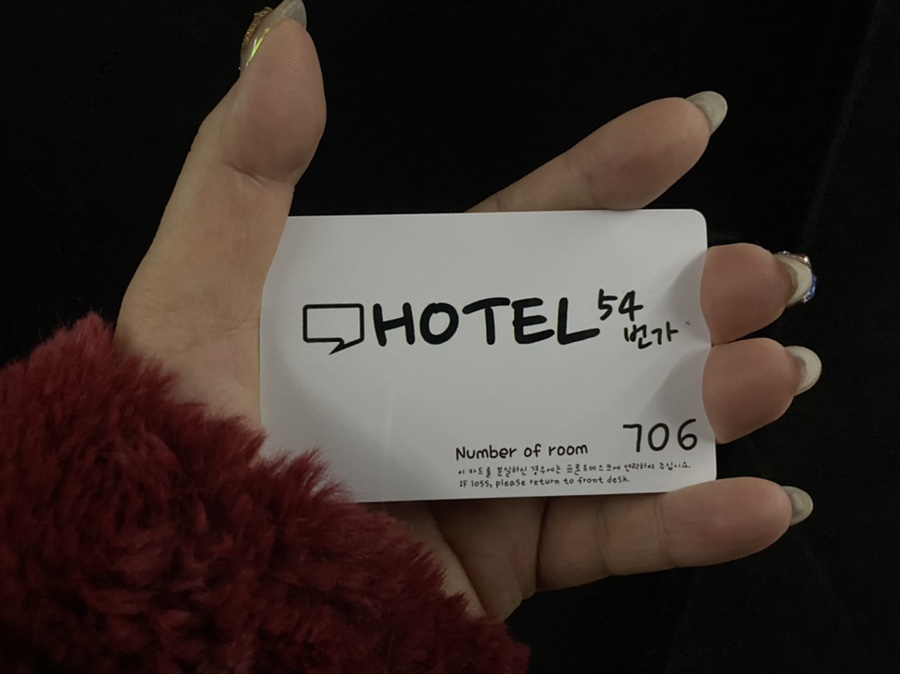 HOTEL 54
번가
Number of room 706
이 카드를 분실하신 경우에는 프론트데스크에 연락하여 주십시요.
IF loss, please return to front desk.